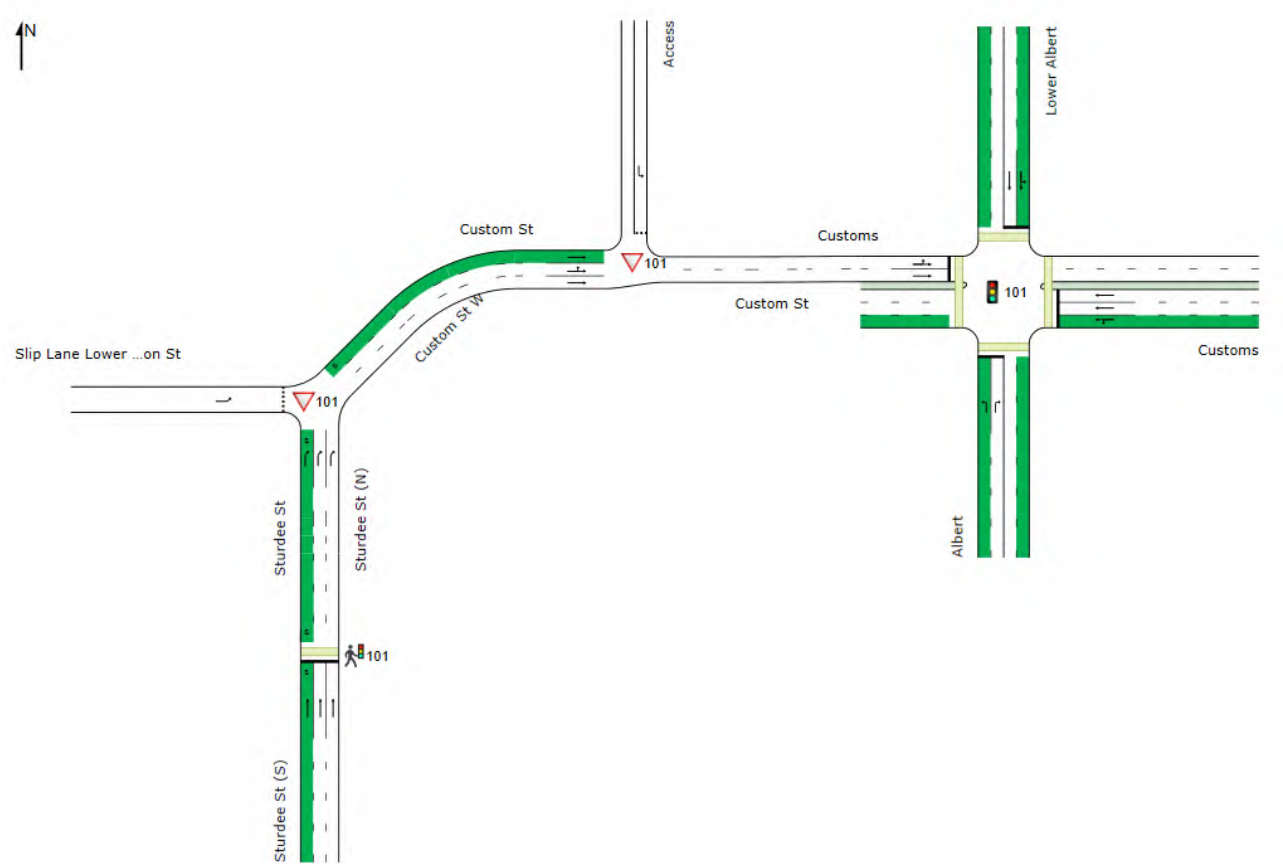 N
Access
Lower Albert
Custom St
Customs
101
101
Custom St
Custom St W
Customs
Slip Lane Lower ...on St
101
Sturdee St
Sturdee St (N)
Albert
101
Sturdee St (S)